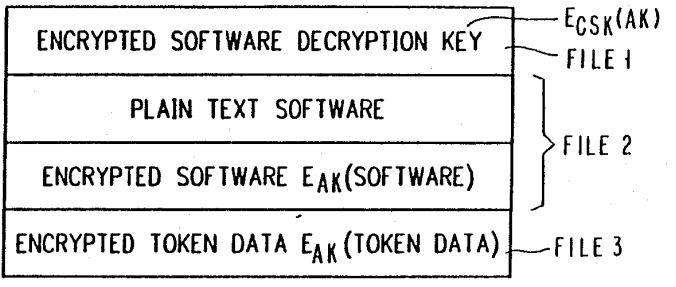 ENCRYPTED SOFTWARE DECRYPTION KEY
E_CSK(AK)
FILE 1
PLAIN TEXT SOFTWARE
ENCRYPTED SOFTWARE E_AK(SOFTWARE)
FILE 2
ENCRYPTED TOKEN DATA E_AK(TOKEN DATA)
FILE 3